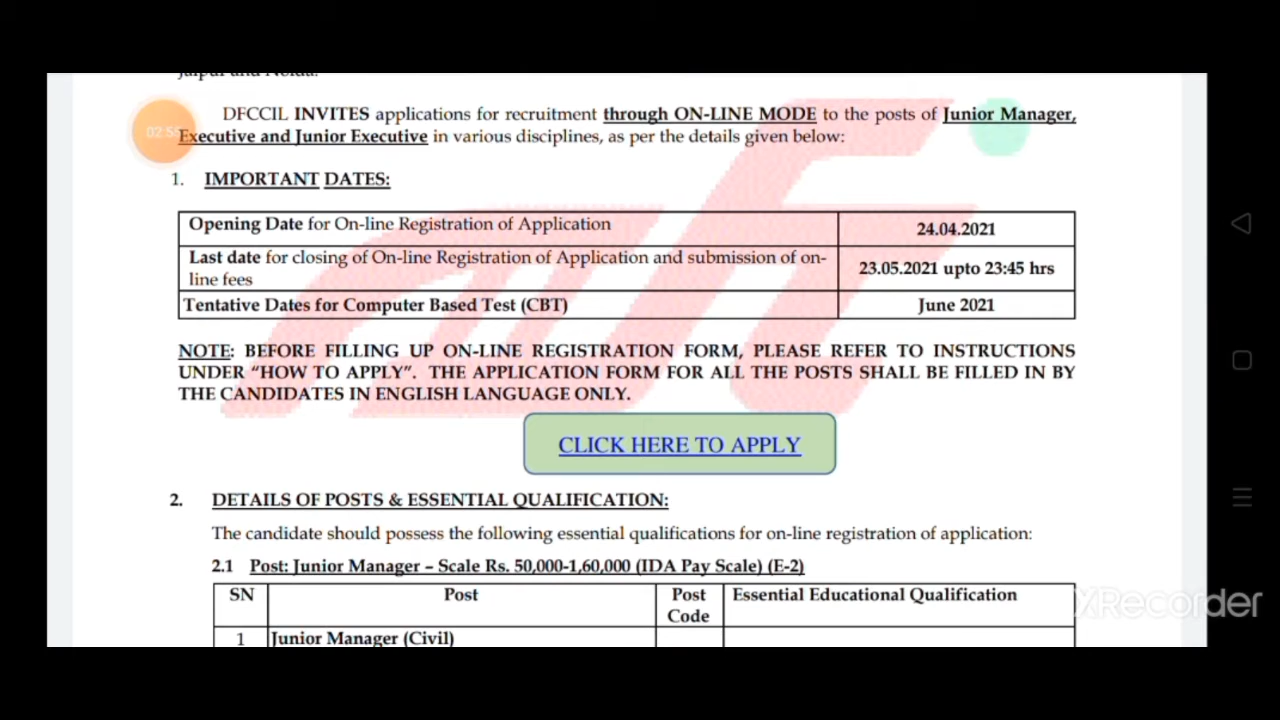 DFCCIL INVITES applications for recruitment through ON-LINE MODE to the posts of Junior Manager,
02:55
Executive and Junior Executive in various disciplines, as per the details given below:
1. IMPORTANT DATES:
Opening Date for On-line Registration of Application 24.04.2021
Last date for closing of On-line Registration of Application and submission of on-
line fees 23.05.2021 upto 23:45 hrs
Tentative Dates for Computer Based Test (CBT) June 2021
NOTE: BEFORE FILLING UP ON-LINE REGISTRATION FORM, PLEASE REFER TO INSTRUCTIONS
UNDER “HOW TO APPLY”. THE APPLICATION FORM FOR ALL THE POSTS SHALL BE FILLED IN BY
THE CANDIDATES IN ENGLISH LANGUAGE ONLY.
CLICK HERE TO APPLY
2. DETAILS OF POSTS & ESSENTIAL QUALIFICATION:
The candidate should possess the following essential qualifications for on-line registration of application:
2.1 Post: Junior Manager – Scale Rs. 50,000-1,60,000 (IDA Pay Scale) (E-2)
SN Post Post Code Essential Educational Qualification
XRecorder
1 Junior Manager (Civil)